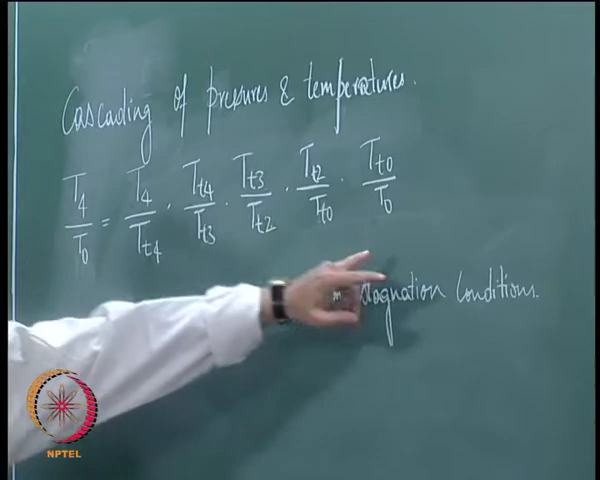 Cascading of pressures & temperatures.
T4/T0 = T4/Tt4 · Tt4/Tt3 · Tt3/Tt2 · Tt2/Tt0 · Tt0/T0
stagnation Conditions.
NPTEL